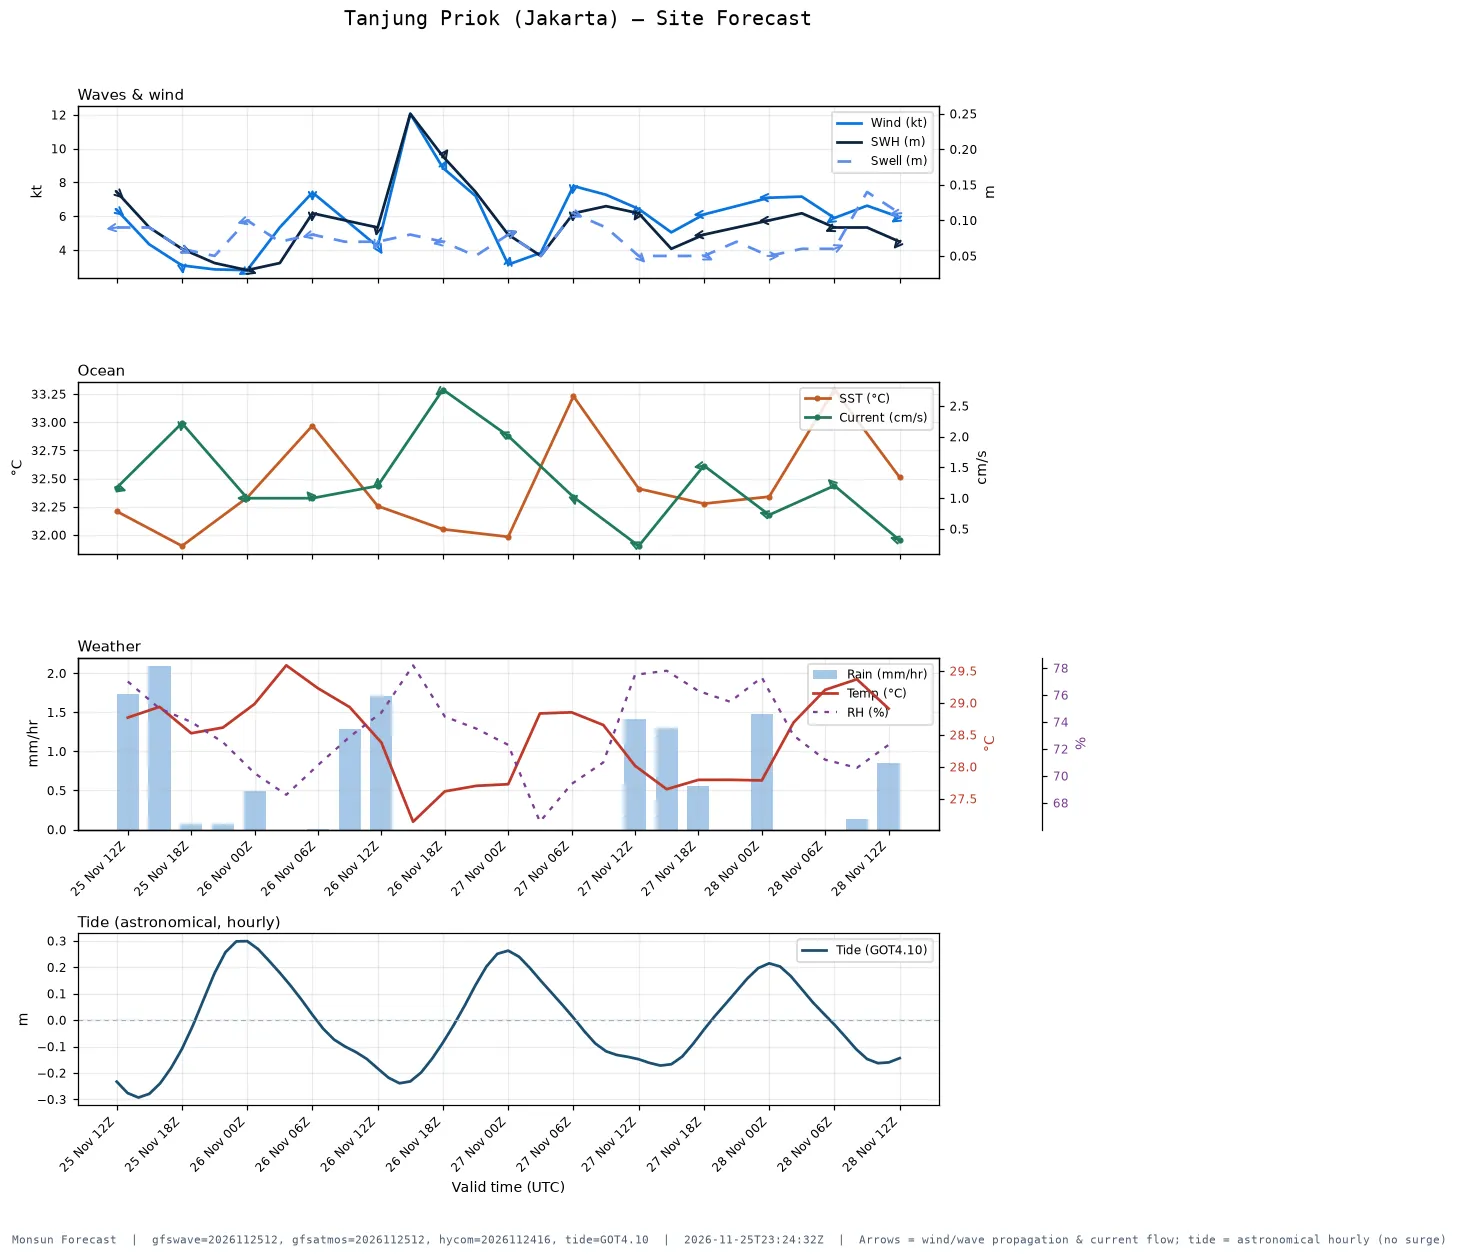 Tanjung Priok (Jakarta) — Site Forecast
Waves & wind
12
10
8
6
4
kt
0.25
0.20
0.15
0.10
0.05
m
Wind (kt)
SWH (m)
Swell (m)
Ocean
33.25
33.00
32.75
32.50
32.25
32.00
°C
2.5
2.0
1.5
1.0
0.5
cm/s
SST (°C)
Current (cm/s)
Weather
2.0
1.5
1.0
0.5
0.0
mm/hr
29.5
29.0
28.5
28.0
27.5
°C
78
76
74
72
70
68
%
Rain (mm/hr)
Temp (°C)
RH (%)
25 Nov 12Z
25 Nov 18Z
26 Nov 00Z
26 Nov 06Z
26 Nov 12Z
26 Nov 18Z
27 Nov 00Z
27 Nov 06Z
27 Nov 12Z
27 Nov 18Z
28 Nov 00Z
28 Nov 06Z
28 Nov 12Z
Tide (astronomical, hourly)
0.3
0.2
0.1
0.0
−0.1
−0.2
−0.3
m
Tide (GOT4.10)
25 Nov 12Z
25 Nov 18Z
26 Nov 00Z
26 Nov 06Z
26 Nov 12Z
26 Nov 18Z
27 Nov 00Z
27 Nov 06Z
27 Nov 12Z
27 Nov 18Z
28 Nov 00Z
28 Nov 06Z
28 Nov 12Z
Valid time (UTC)
Monsun Forecast | gfswave=2026112512, gfsatmos=2026112512, hycom=2026112416, tide=GOT4.10 | 2026-11-25T23:24:32Z | Arrows = wind/wave propagation & current flow; tide = astronomical hourly (no surge)